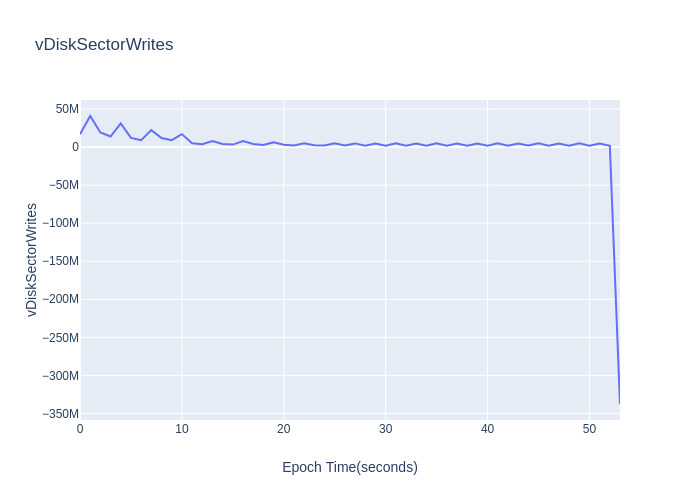 vDiskSectorWrites
50M
0
−50M
−100M
−150M
−200M
−250M
−300M
−350M
vDiskSectorWrites
0 10 20 30 40 50
Epoch Time(seconds)